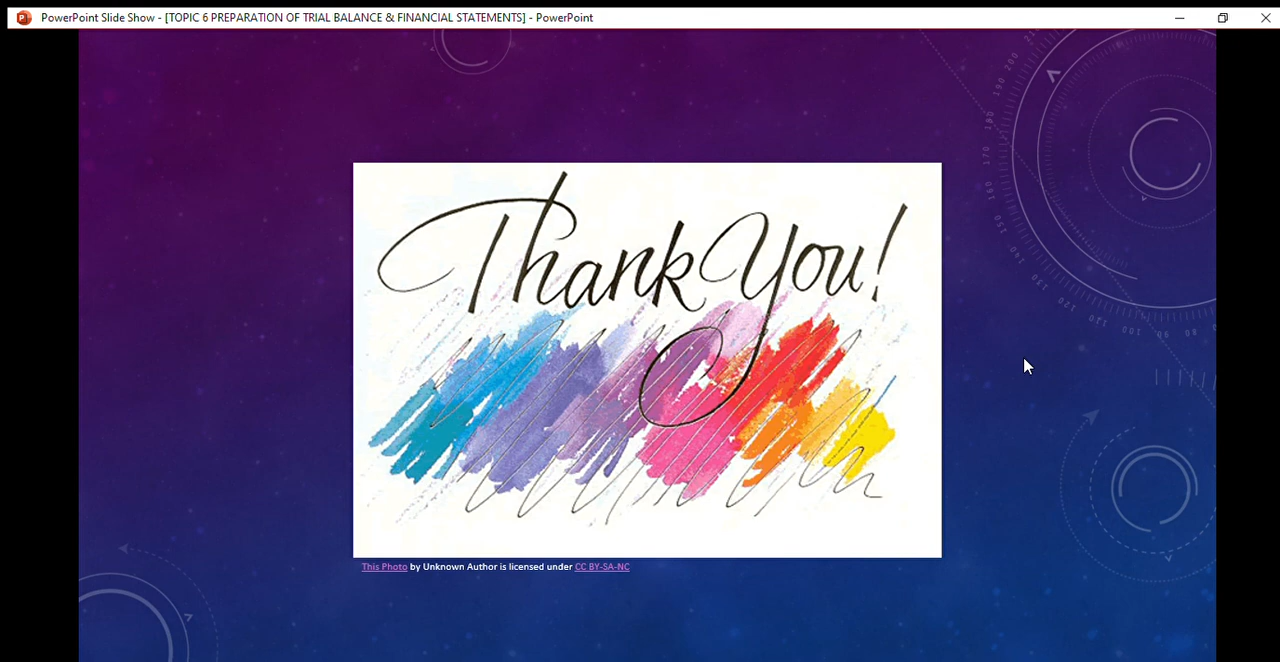 PowerPoint Slide Show - [TOPIC 6 PREPARATION OF TRIAL BALANCE & FINANCIAL STATEMENTS] - PowerPoint
Thank You!
This Photo by Unknown Author is licensed under CC BY-SA-NC